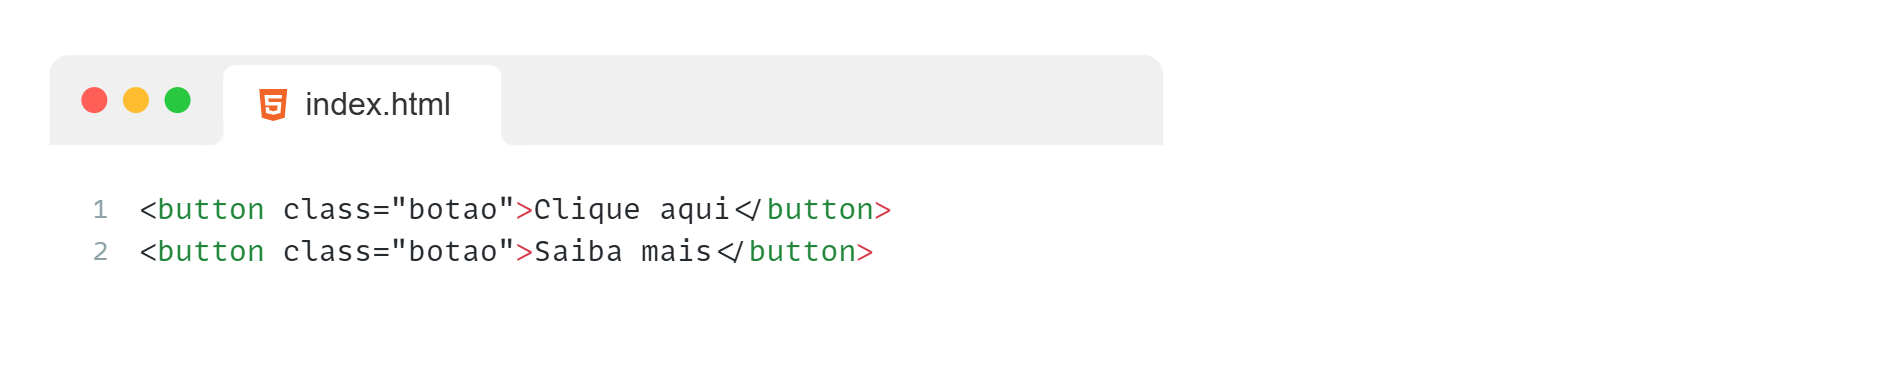 index.html
1 <button class="botao">Clique aqui</button>
2 <button class="botao">Saiba mais</button>